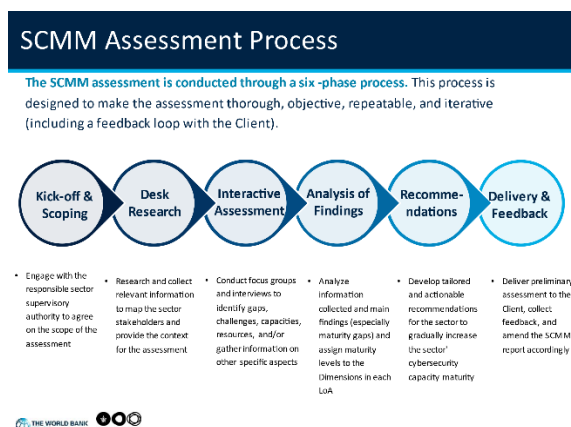 SCMM Assessment Process
The SCMM assessment is conducted through a six -phase process. This process is
designed to make the assessment thorough, objective, repeatable, and iterative
(including a feedback loop with the Client).
Kick-off &
Scoping
Desk
Research
Interactive
Assessment
Analysis of
Findings
Recomme-
ndations
Delivery &
Feedback
• Engage with the
responsible sector
supervisory
authority to agree
on the scope of the
assessment
• Research and collect
relevant information
to map the sector
stakeholders and
provide the context
for the assessment
• Conduct focus groups
and interviews to
identify gaps,
challenges, capacities,
resources, and/or
gather information on
other specific aspects
• Analyze
information
collected and main
findings (especially
maturity gaps) and
assign maturity
levels to the
Dimensions in each
LoA
• Develop tailored
and actionable
recommendations
for the sector to
gradually increase
the sector'
cybersecurity
capacity maturity
• Deliver preliminary
assessment to the
Client, collect
feedback, and
amend the SCMM
report accordingly
THE WORLD BANK